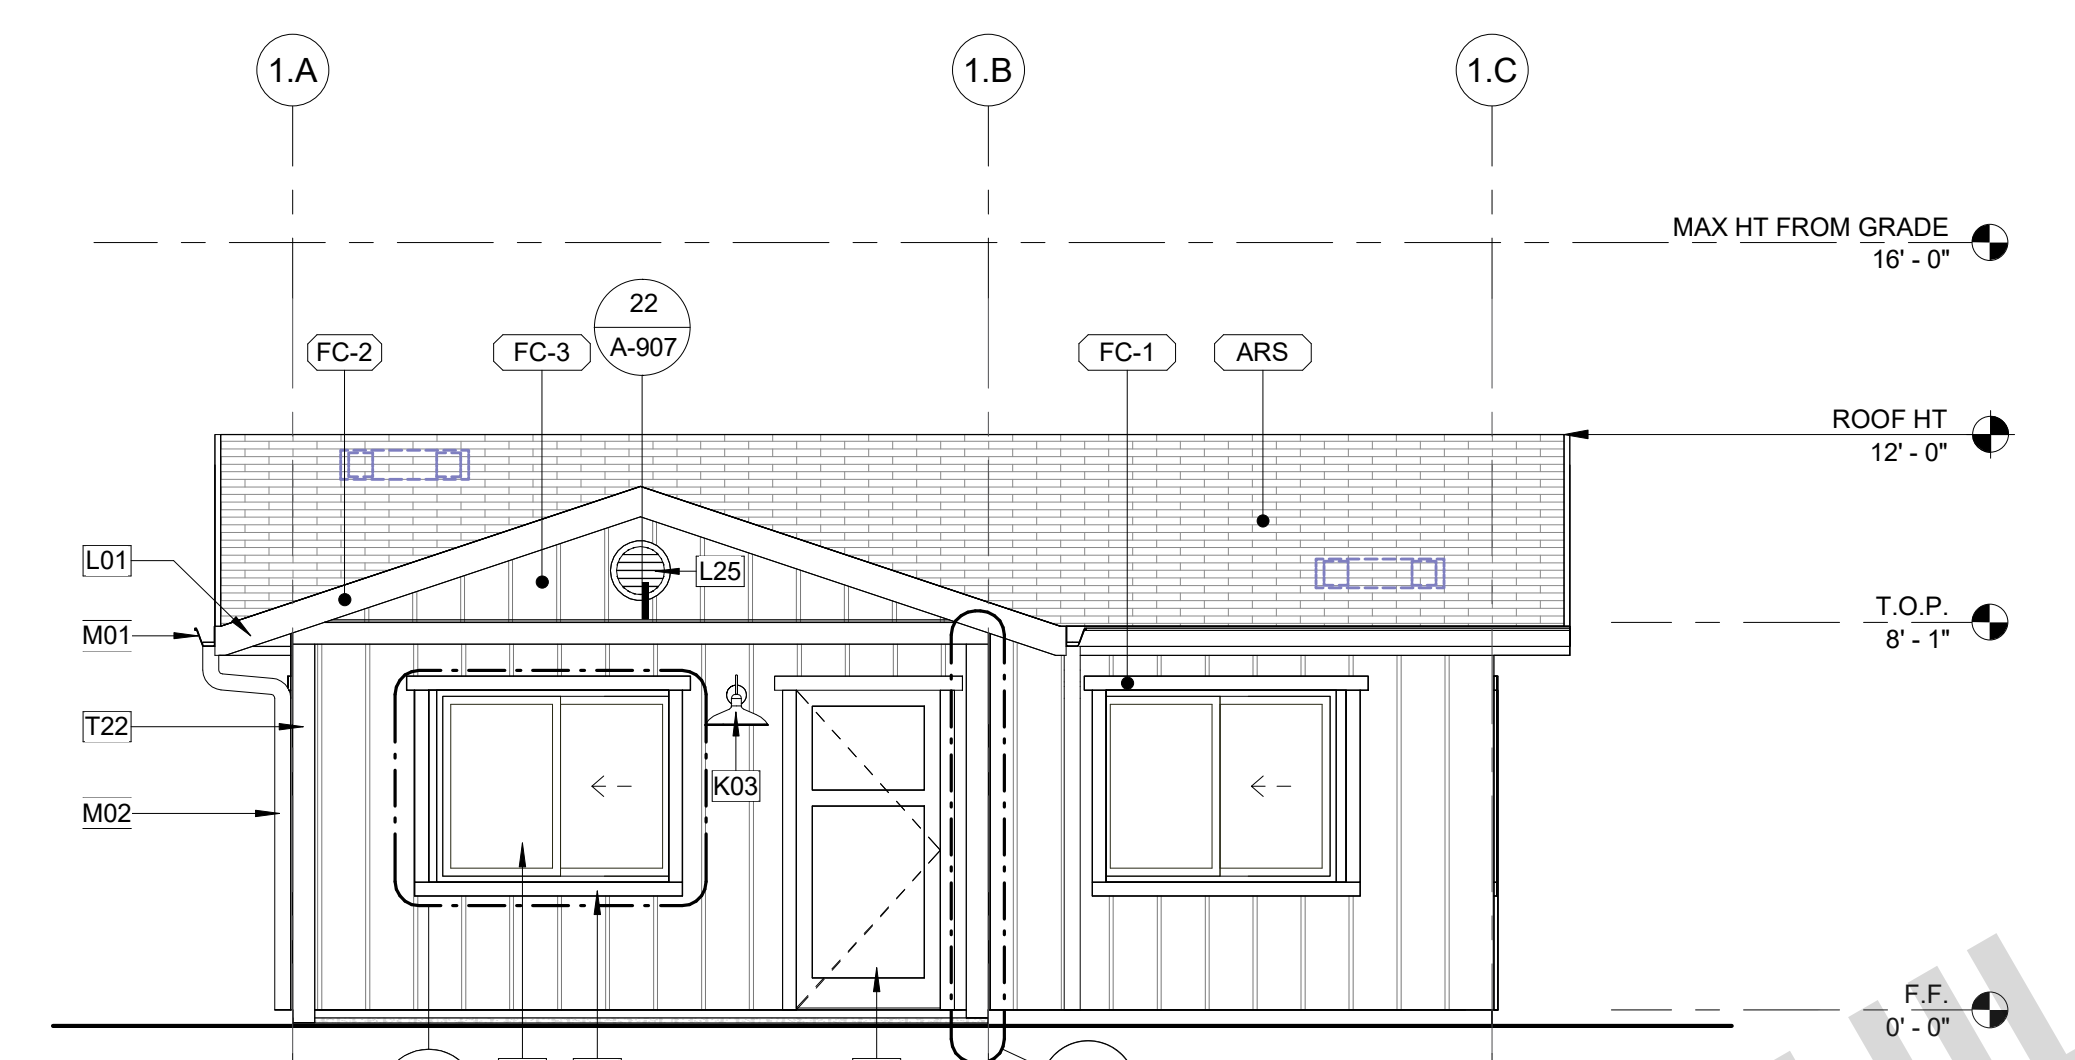 1.A
1.B
1.C
MAX HT FROM GRADE
16' - 0"
22
A-907
FC-2
FC-3
FC-1
ARS
ROOF HT
12' - 0"
L01
L25
M01
T.O.P.
8' - 1"
T22
K03
M02
F.F.
0' - 0"